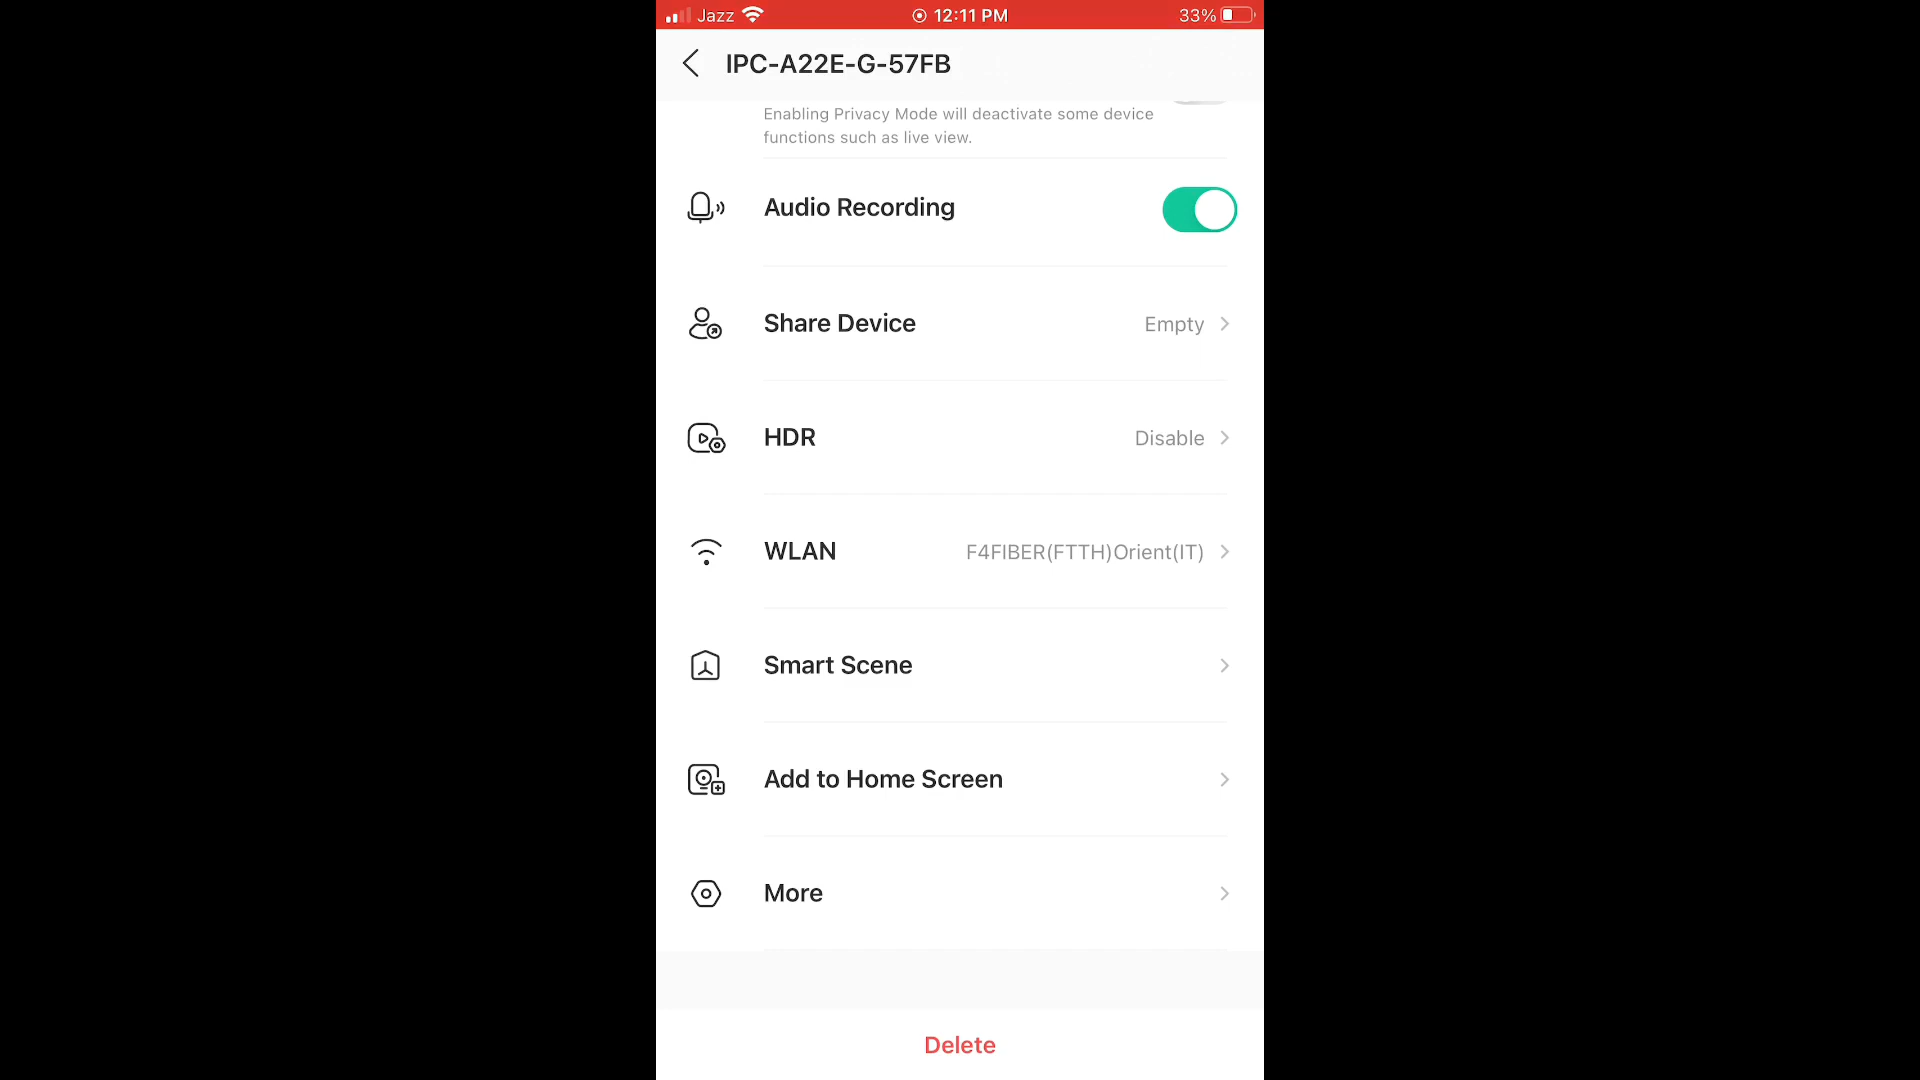 Jazz 12:11 PM 33%
IPC-A22E-G-57FB
Enabling Privacy Mode will deactivate some device
functions such as live view.
Audio Recording
Share Device Empty
HDR Disable
WLAN F4FIBER(FTTH)Orient(IT)
Smart Scene
Add to Home Screen
More
Delete